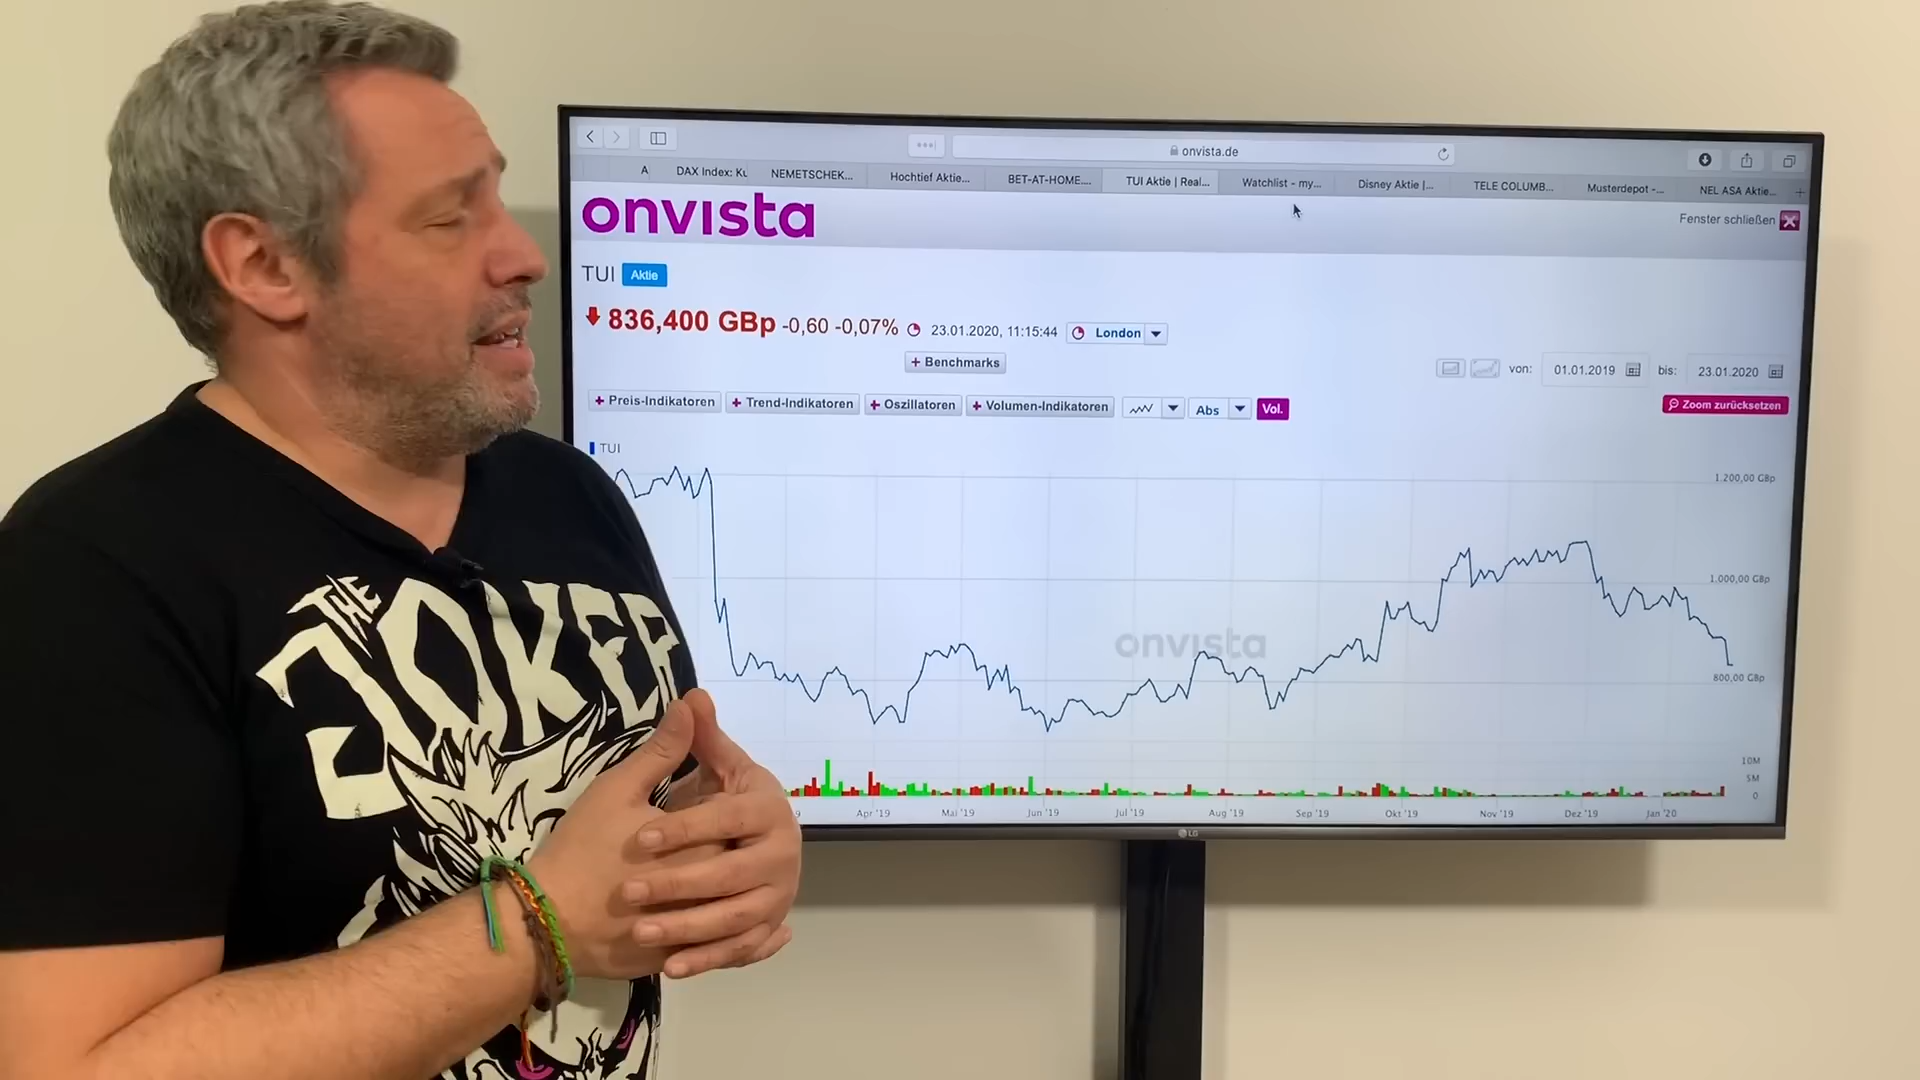 onvista.de
A
DAX Index: Ku
NEMETSCHEK...
Hochtief Aktie...
BET-AT-HOME....
TUI Aktie | Real...
Watchlist - my...
Disney Aktie |...
TELE COLUMB...
Musterdepot -...
NEL ASA Aktie...
onvista
Fenster schließen
TUI Aktie
836,400 GBp -0,60 -0,07% 23.01.2020, 11:15:44 London
+ Benchmarks
von: 01.01.2019 bis: 23.01.2020
+ Preis-Indikatoren + Trend-Indikatoren + Oszillatoren + Volumen-Indikatoren Abs Vol.
Zoom zurücksetzen
TUI
1.200,00 GBp
1.000,00 GBp
onvista
800,00 GBp
10M
5M
0
9 Apr '19 Mai '19 Jun '19 Jul '19 Aug '19 Sep '19 Okt '19 Nov '19 Dez '19 Jan '20
LG
THE
JOKER